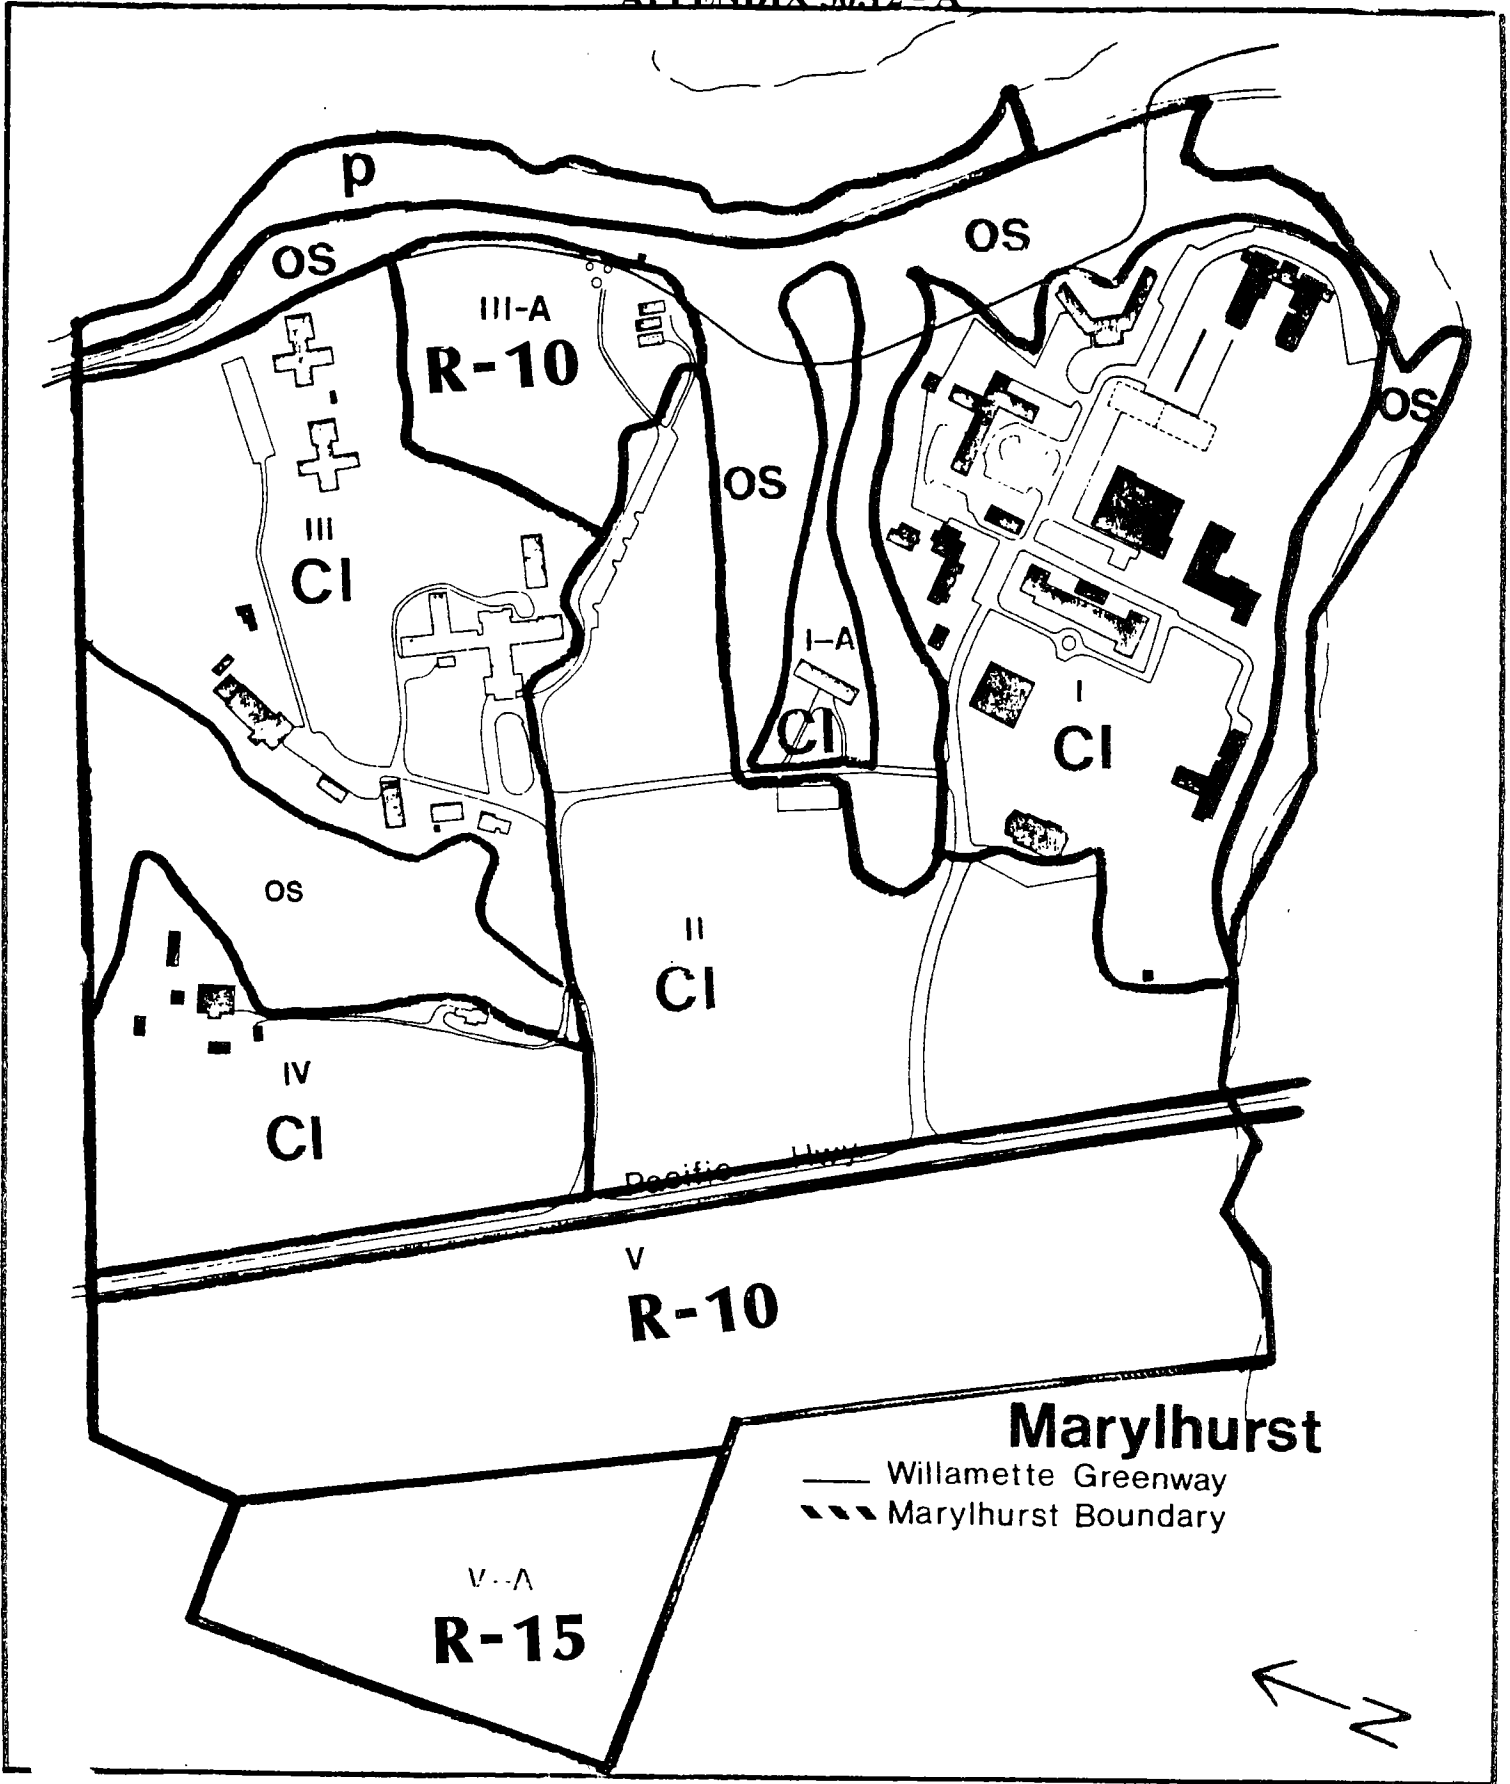 P
OS
OS
III-A
R-10
OS
OS
III
CI
I-A
CI
I
CI
OS
II
CI
IV
CI
Pacific Hwy.
V
R-10
Marylhurst
Willamette Greenway
Marylhurst Boundary
V-A
R-15
N